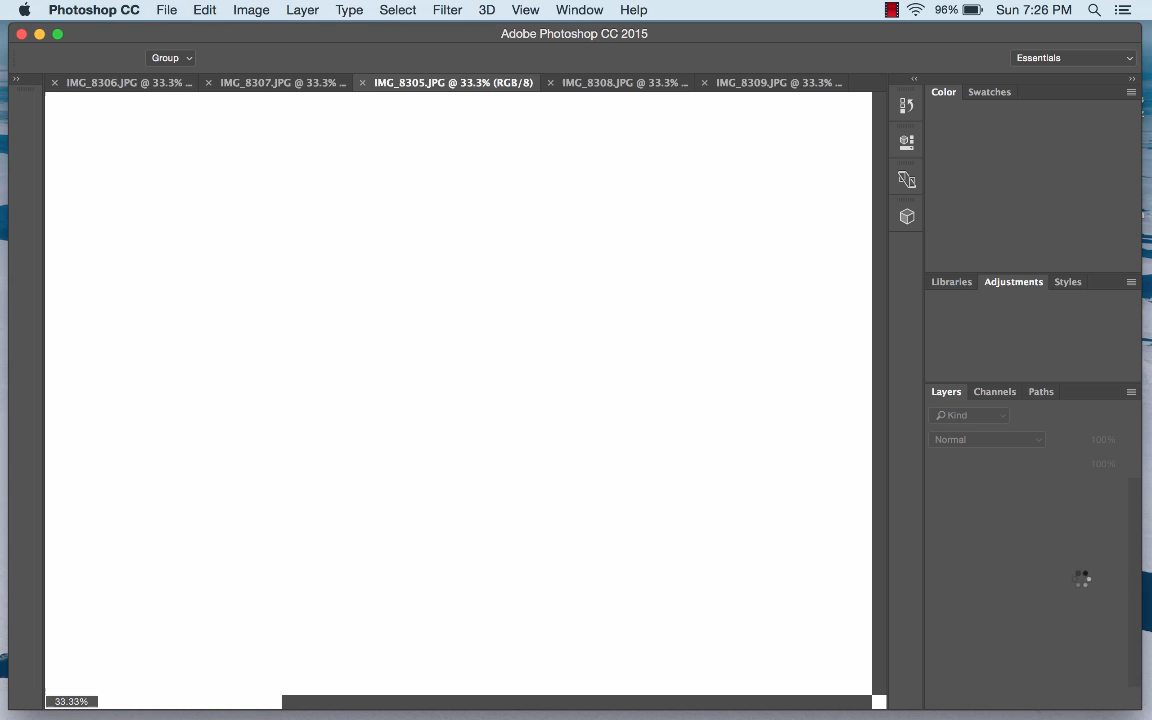 Photoshop CC File Edit Image Layer Type Select Filter 3D View Window Help 96% Sun 7:26 PM
Adobe Photoshop CC 2015
Group Essentials
IMG_8306.JPG @ 33.3% ... IMG_8307.JPG @ 33.3% ... IMG_8305.JPG @ 33.3% (RGB/8) IMG_8308.JPG @ 33.3% ... IMG_8309.JPG @ 33.3% ...
Color Swatches
Libraries Adjustments Styles
Layers Channels Paths
Kind
Normal 100%
100%
33.33%